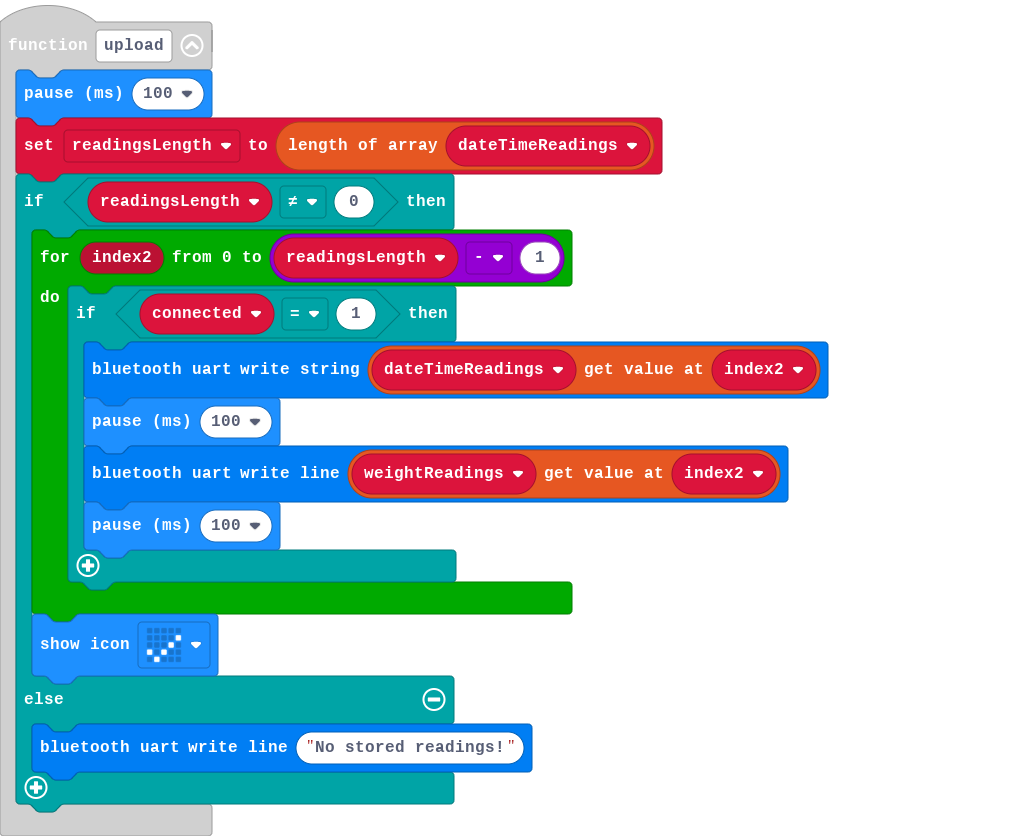 function upload
pause (ms) 100
set readingsLength to length of array dateTimeReadings
if readingsLength ≠ 0 then
for index2 from 0 to readingsLength - 1
do
if connected = 1 then
bluetooth uart write string dateTimeReadings get value at index2
pause (ms) 100
bluetooth uart write line weightReadings get value at index2
pause (ms) 100
show icon
else
bluetooth uart write line "No stored readings!"